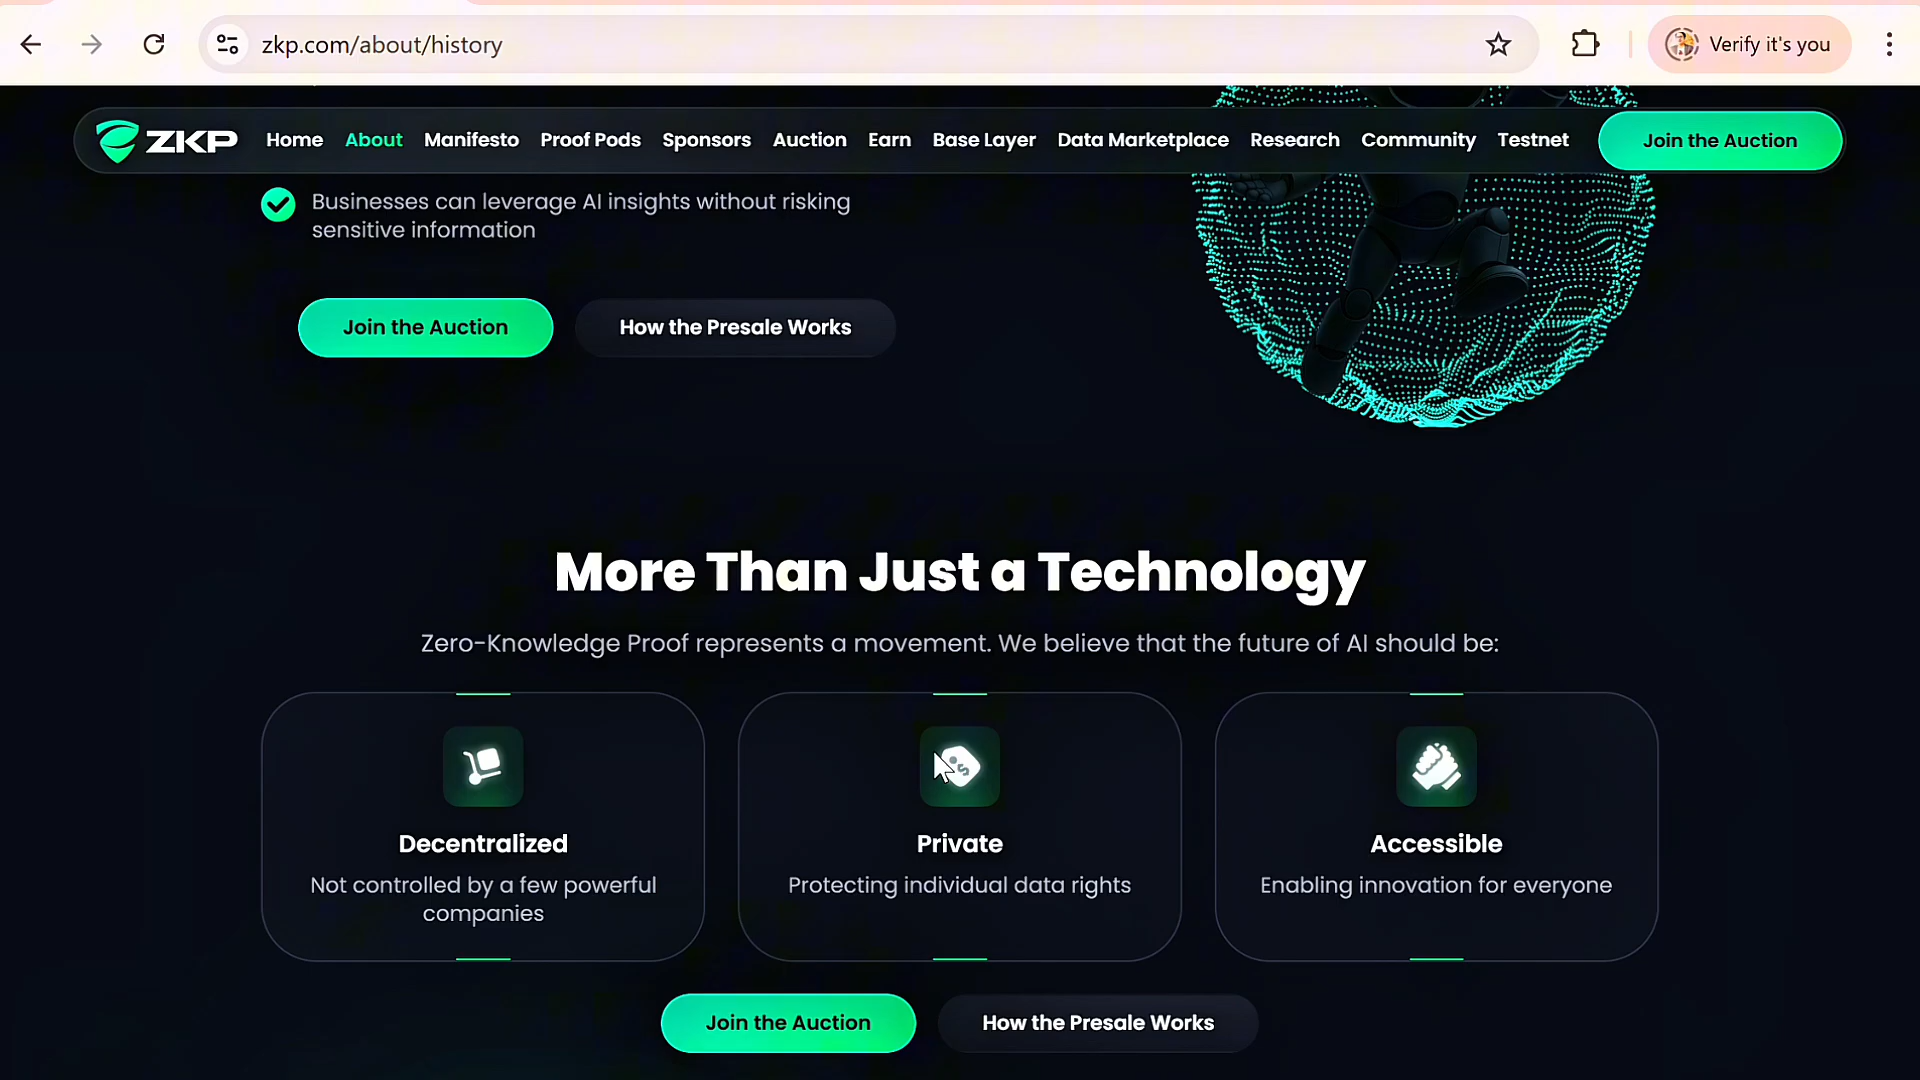 zkp.com/about/history
Verify it's you
ZKP Home About Manifesto Proof Pods Sponsors Auction Earn Base Layer Data Marketplace Research Community Testnet Join the Auction
Businesses can leverage AI insights without risking
sensitive information
Join the Auction How the Presale Works
More Than Just a Technology
Zero-Knowledge Proof represents a movement. We believe that the future of AI should be:
Decentralized
Not controlled by a few powerful
companies
Private
Protecting individual data rights
Accessible
Enabling innovation for everyone
Join the Auction How the Presale Works